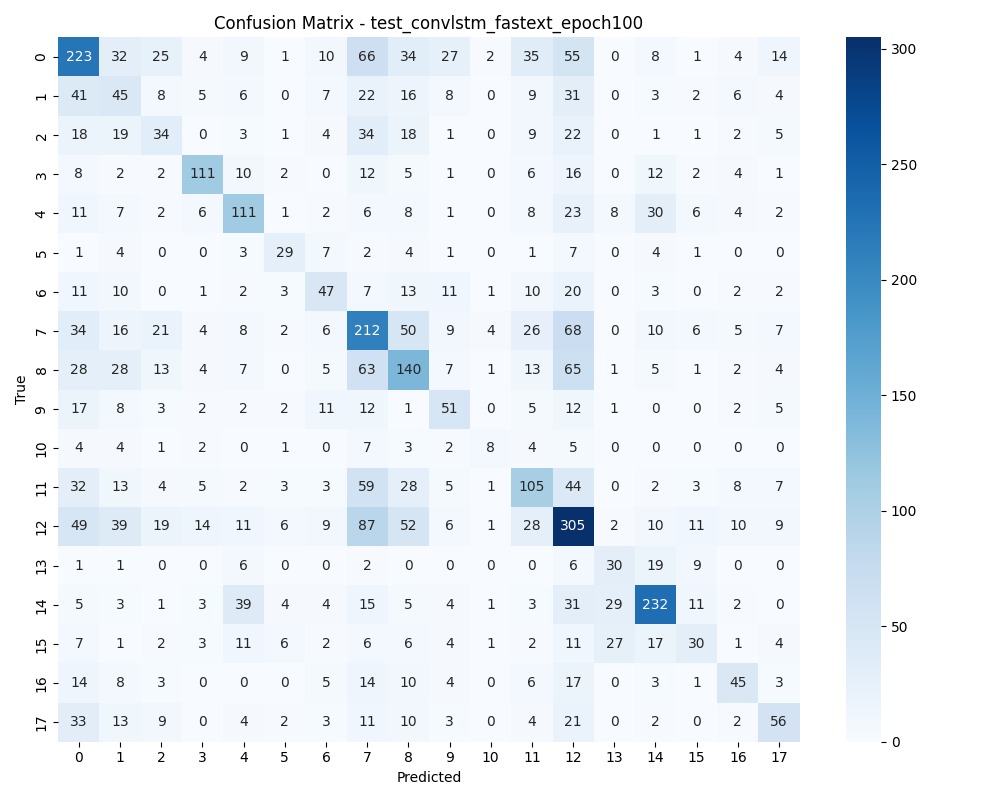 Confusion Matrix - test_convlstm_fastext_epoch100
0 223 32 25 4 9 1 10 66 34 27 2 35 55 0 8 1 4 14
1 41 45 8 5 6 0 7 22 16 8 0 9 31 0 3 2 6 4
2 18 19 34 0 3 1 4 34 18 1 0 9 22 0 1 1 2 5
3 8 2 2 111 10 2 0 12 5 1 0 6 16 0 12 2 4 1
4 11 7 2 6 111 1 2 6 8 1 0 8 23 8 30 6 4 2
5 1 4 0 0 3 29 7 2 4 1 0 1 7 0 4 1 0 0
6 11 10 0 1 2 3 47 7 13 11 1 10 20 0 3 0 2 2
7 34 16 21 4 8 2 6 212 50 9 4 26 68 0 10 6 5 7
8 28 28 13 4 7 0 5 63 140 7 1 13 65 1 5 1 2 4
9 17 8 3 2 2 2 11 12 1 51 0 5 12 1 0 0 2 5
10 4 4 1 2 0 1 0 7 3 2 8 4 5 0 0 0 0 0
11 32 13 4 5 2 3 3 59 28 5 1 105 44 0 2 3 8 7
12 49 39 19 14 11 6 9 87 52 6 1 28 305 2 10 11 10 9
13 1 1 0 0 6 0 0 2 0 0 0 0 6 30 19 9 0 0
14 5 3 1 3 39 4 4 15 5 4 1 3 31 29 232 11 2 0
15 7 1 2 3 11 6 2 6 6 4 1 2 11 27 17 30 1 4
16 14 8 3 0 0 0 5 14 10 4 0 6 17 0 3 1 45 3
17 33 13 9 0 4 2 3 11 10 3 0 4 21 0 2 0 2 56
0 1 2 3 4 5 6 7 8 9 10 11 12 13 14 15 16 17
Predicted
True
300
250
200
150
100
50
0